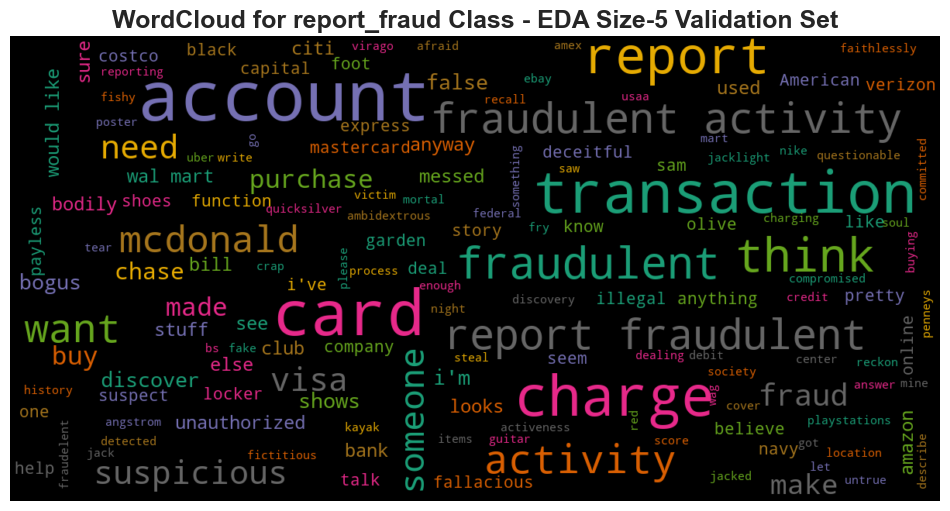 WordCloud for report_fraud Class - EDA Size-5 Validation Set
costco black citi virago afraid amex report faithlessly
sure reporting capital foot false ebay used American verizon
would like fishy account recall usaa
poster express fraudulent activity
need uber write go mastercard anyway deceitful sam mart jacklight nike questionable committed
wal mart purchase messed something saw transaction
bodily shoes function victim mortal federal fry know olive charging like soul
payless quicksilver ambidextrous story
tear mcdonald garden fraudulent think buying
bogus chase bill crap i've please process deal enough compromised
made card night discovery illegal anything credit pretty penneys
want stuff see club company report fraudulent online
buy bs fake else someone steal seem dealing debit center reckon
discover visa i'm society answer mine
history suspect locker shows charge wag fraud
one angstrom unauthorized looks red cover playstations
detected kayak activeness believe
help fraudelent jack fictitious bank items guitar score navy got location amazon describe
suspicious talk fallacious activity jacked make let untrue